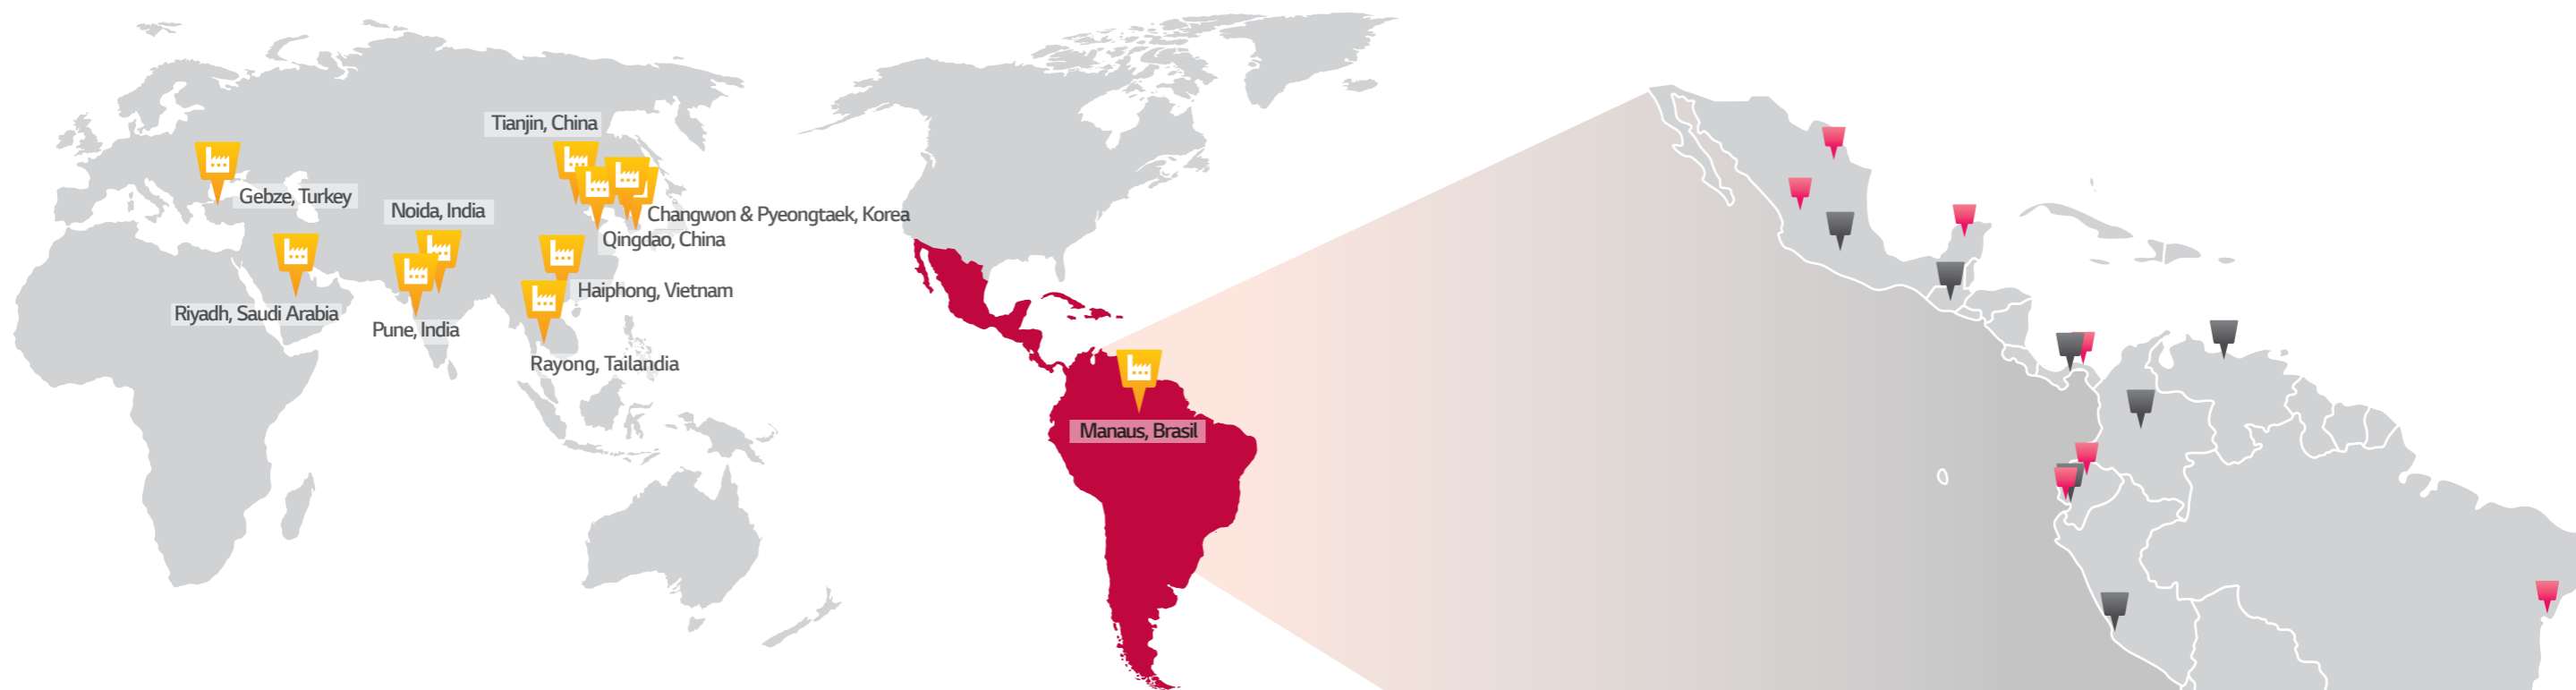 Tianjin, China
Gebze, Turkey
Noida, India
Changwon & Pyeongtaek, Korea
Qingdao, China
Haiphong, Vietnam
Riyadh, Saudi Arabia
Pune, India
Rayong, Tailandia
Manaus, Brasil